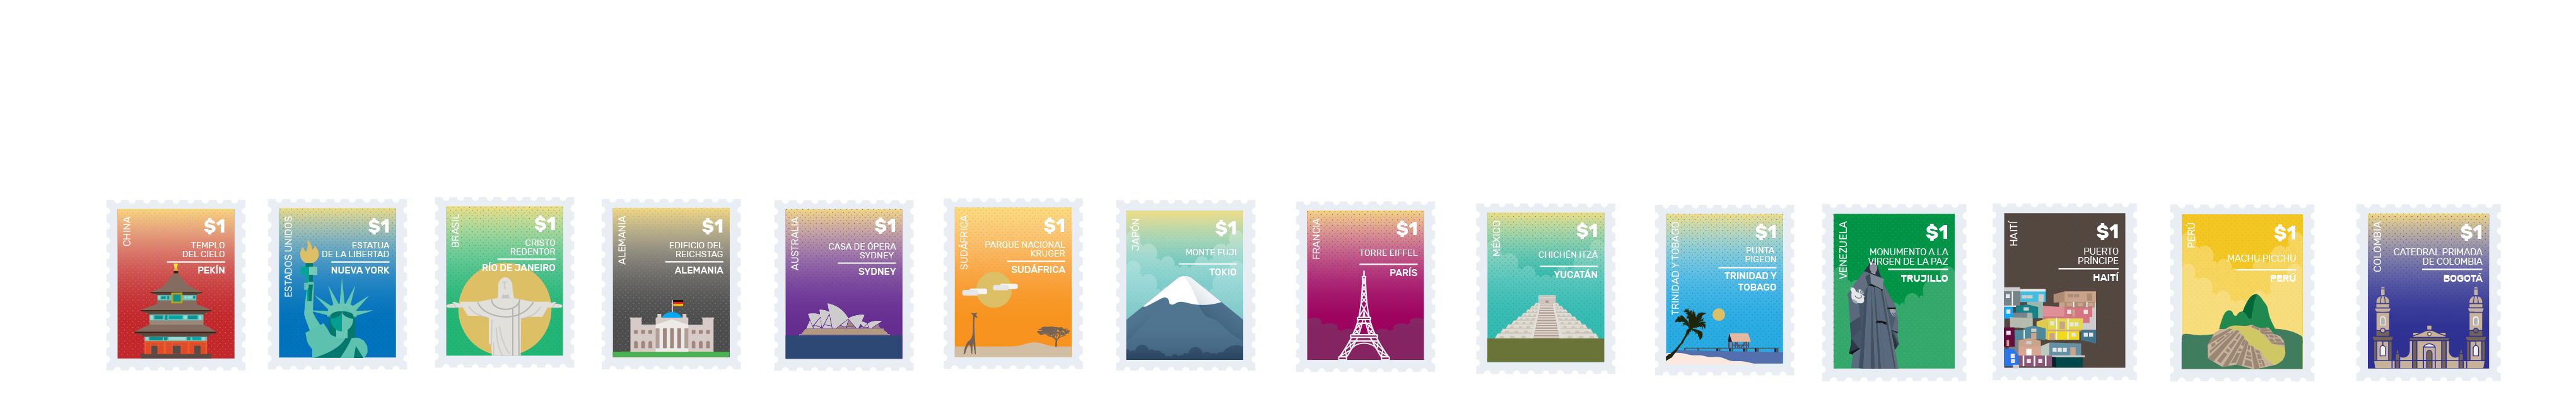 CHINA
$1
TEMPLO
DEL CIELO
PEKÍN
ESTADOS UNIDOS
$1
ESTATUA
DE LA LIBERTAD
NUEVA YORK
BRASIL
$1
CRISTO
REDENTOR
RÍO DE JANEIRO
ALEMANIA
$1
EDIFICIO DEL
REICHSTAG
ALEMANIA
AUSTRALIA
$1
CASA DE ÓPERA
SYDNEY
SYDNEY
SUDÁFRICA
$1
PARQUE NACIONAL
KRUGER
SUDÁFRICA
JAPÓN
$1
MONTE FUJI
TOKIO
FRANCIA
$1
TORRE EIFFEL
PARÍS
MÉXICO
$1
CHICHÉN ITZÁ
YUCATÁN
TRINIDAD Y TOBAGO
$1
PUNTA
PIGEON
TRINIDAD Y
TOBAGO
VENEZUELA
$1
MONUMENTO A LA
VIRGEN DE LA PAZ
TRUJILLO
HAITÍ
$1
PUERTO
PRÍNCIPE
HAITÍ
PERÚ
$1
MACHU PICCHU
PERÚ
COLOMBIA
$1
CATEDRAL PRIMADA
DE COLOMBIA
BOGOTÁ